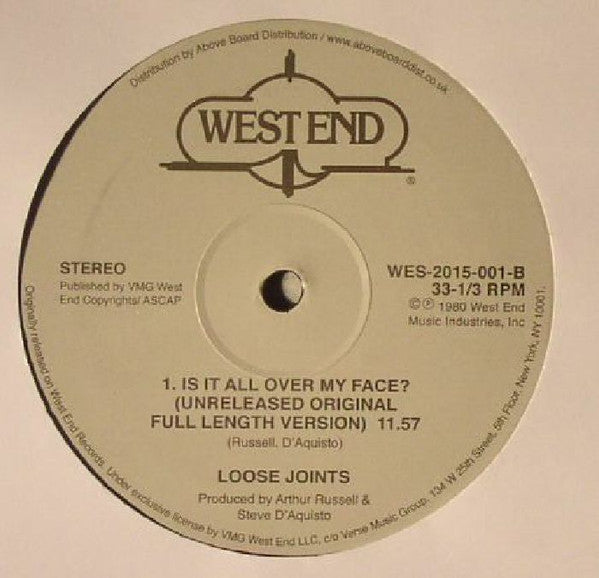 Distribution by Above Board Distribution / www.aboveboarddist.co.uk
WEST END
®
STEREO
Published by VMG West
End Copyrights/ ASCAP
WES-2015-001-B
33-1/3 RPM
© ℗ 1980 West End
Music Industries, Inc
1. IS IT ALL OVER MY FACE?
(UNRELEASED ORIGINAL
FULL LENGTH VERSION) 11.57
(Russell. D'Aquisto)
LOOSE JOINTS
Produced by Arthur Russell &
Steve D'Aquisto
Originally released on West End Records. Under exclusive license by VMG West End LLC, c/o Verse Music Group, 134 W 25th Street, 5th Floor, New York, NY 10001.